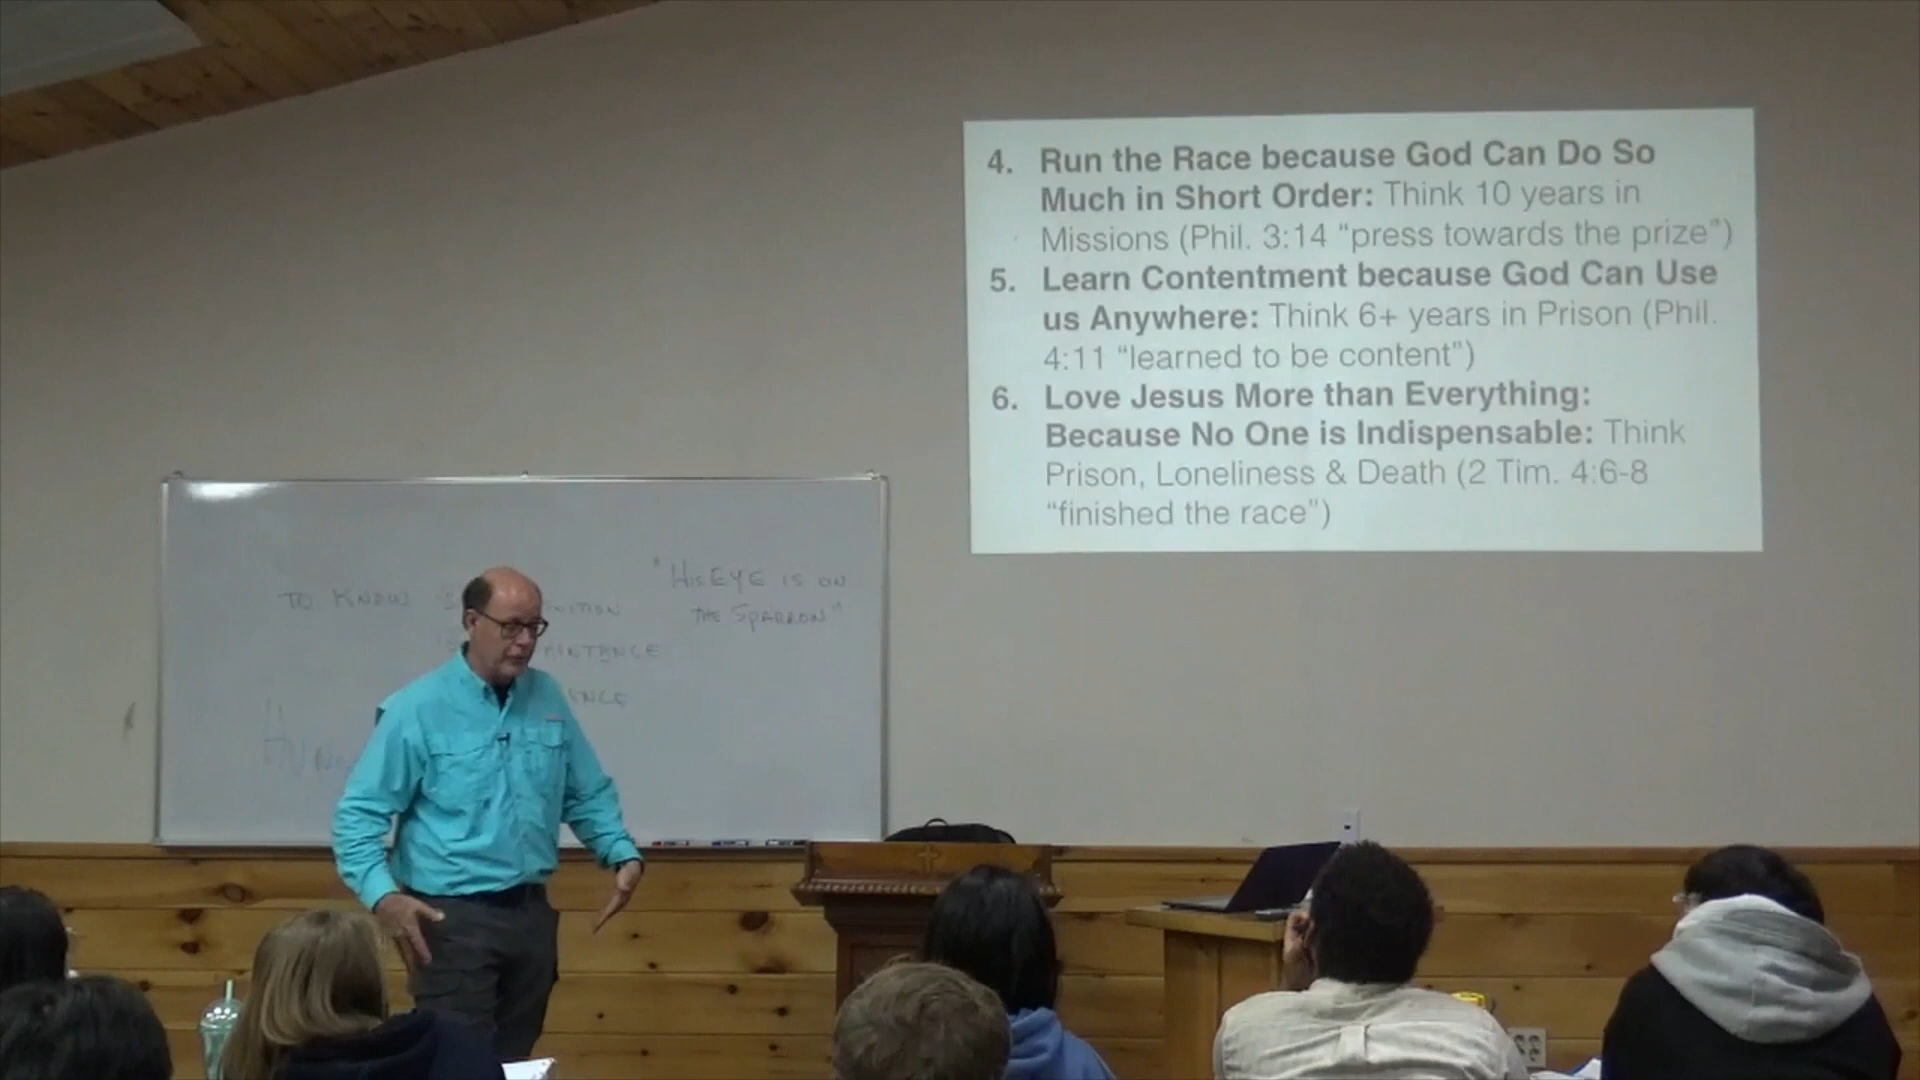 4. Run the Race because God Can Do So
Much in Short Order: Think 10 years in
Missions (Phil. 3:14 “press towards the prize”)
5. Learn Contentment because God Can Use
us Anywhere: Think 6+ years in Prison (Phil.
4:11 “learned to be content”)
6. Love Jesus More than Everything:
Because No One is Indispensable: Think
Prison, Loneliness & Death (2 Tim. 4:6-8
“finished the race”)
"His EYE IS ON
THE SPARROW"
TO KNOW